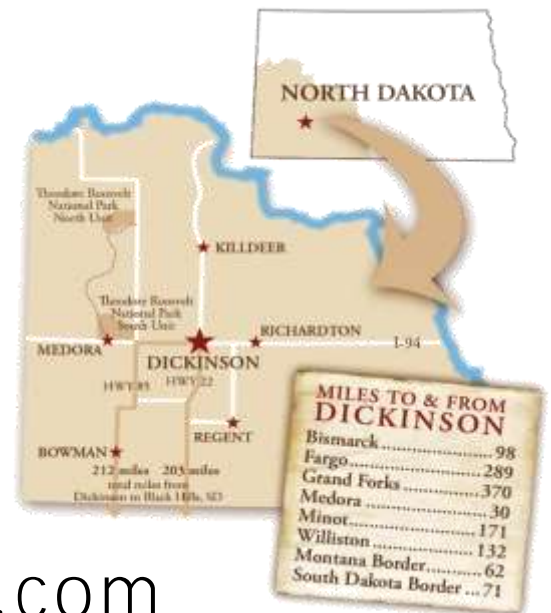 NORTH DAKOTA
Theodore Roosevelt
National Park
North Unit
KILLDEER
Theodore Roosevelt
National Park
South Unit
MEDORA
DICKINSON
RICHARDTON
I-94
HWY 85
HWY 22
REGENT
BOWMAN
212 miles 203 miles
total miles from
Dickinson to Black Hills, SD
MILES TO & FROM
DICKINSON
Bismarck....................98
Fargo.........................289
Grand Forks...............370
Medora......................30
Minot.........................171
Williston....................132
Montana Border...........62
South Dakota Border ...71
.com